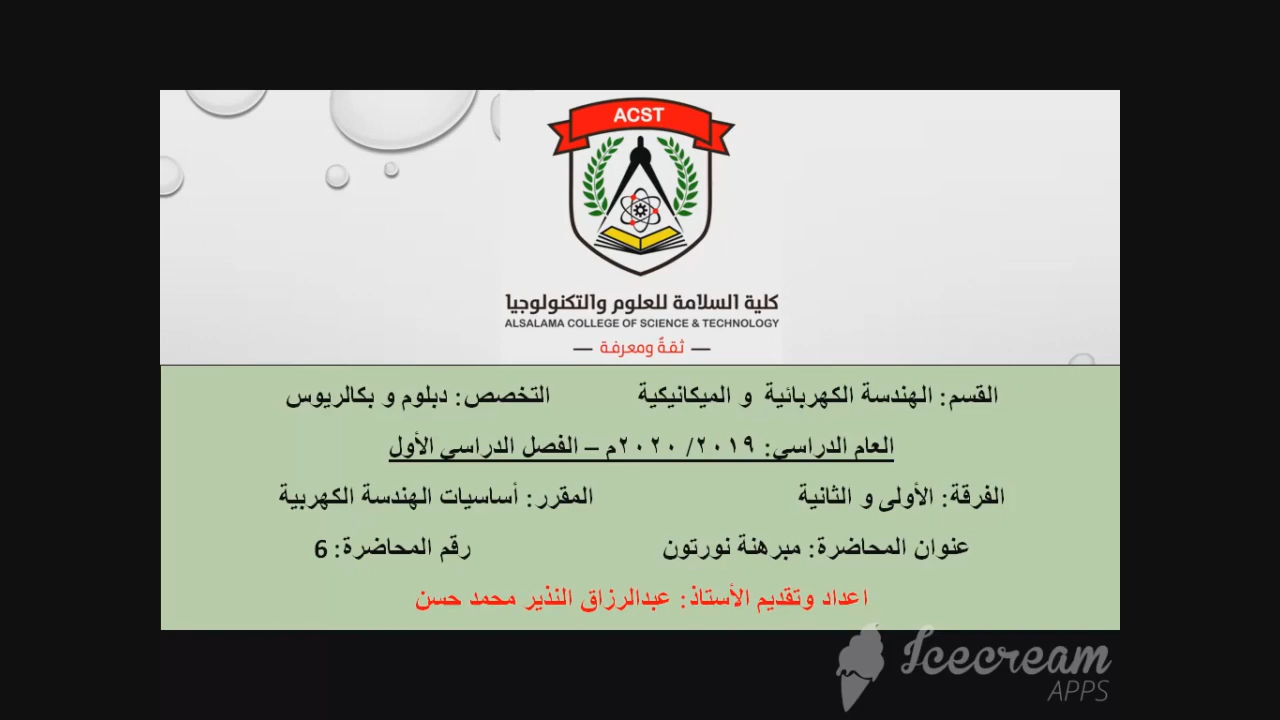 ACST
كلية السلامة للعلوم والتكنولوجيا
ALSALAMA COLLEGE OF SCIENCE & TECHNOLOGY
ثقةٌ ومعرفة
القسم: الهندسة الكهربائية و الميكانيكية التخصص: دبلوم و بكالريوس
العام الدراسي: ٢٠١٩/ ٢٠٢٠م – الفصل الدراسي الأول
الفرقة: الأولى و الثانية المقرر: أساسيات الهندسة الكهربية
عنوان المحاضرة: مبرهنة نورتون رقم المحاضرة: 6
اعداد وتقديم الأستاذ: عبدالرزاق النذير محمد حسن
Icecream
APPS